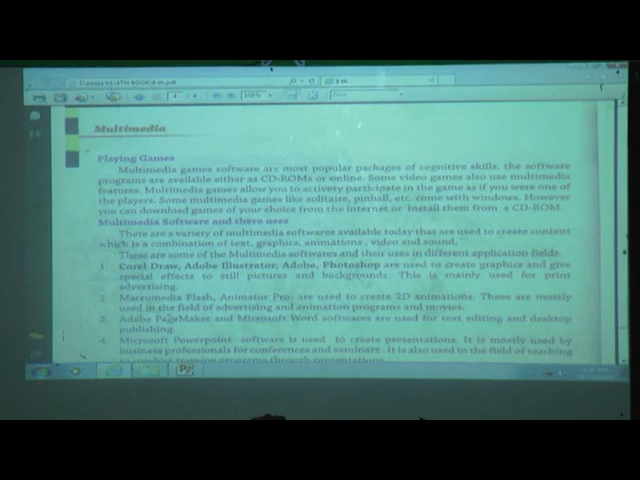 105%
Multimedia
Playing Games
Multimedia games software are most popular packages of cognitive skills. the software
programs are available either as CD-ROMs or online. Some video games also use multimedia
features. Multimedia games allow you to activety participate in the game as if you were one of
the players. Some multimedia games like solitaire, pinball, etc. come with windows. However
you can download games of your choice from the internet or install them from a CD-ROM.
Multimedia Software and there uses
There are a variety of multimedia softwares available today that are used to create content
which is a combination of text, graphics, animations, video and sound.
These are some of the Multimedia softwares and their uses in different application fields.
1. Corel Draw, Adobe Illustrator, Adobe, Photoshop are used to create graphics and give
special effects to still pictures and backgrounds. This is mainly used for print
advertising.
2. Macromedia Flash, Animator Pro- are used to create 2D animations. These are mostly
used in the field of advertising and animation programs and movies.
3. Adobe PageMaker and Microsoft Word softwares are used for text editing and desktop
publishing.
4. Microsoft Powerpoint software is used to create presentations. It is mostly used by
business professionals for conferences and seminars. It is also used in the field of teaching
to conduct training programs through presentations.